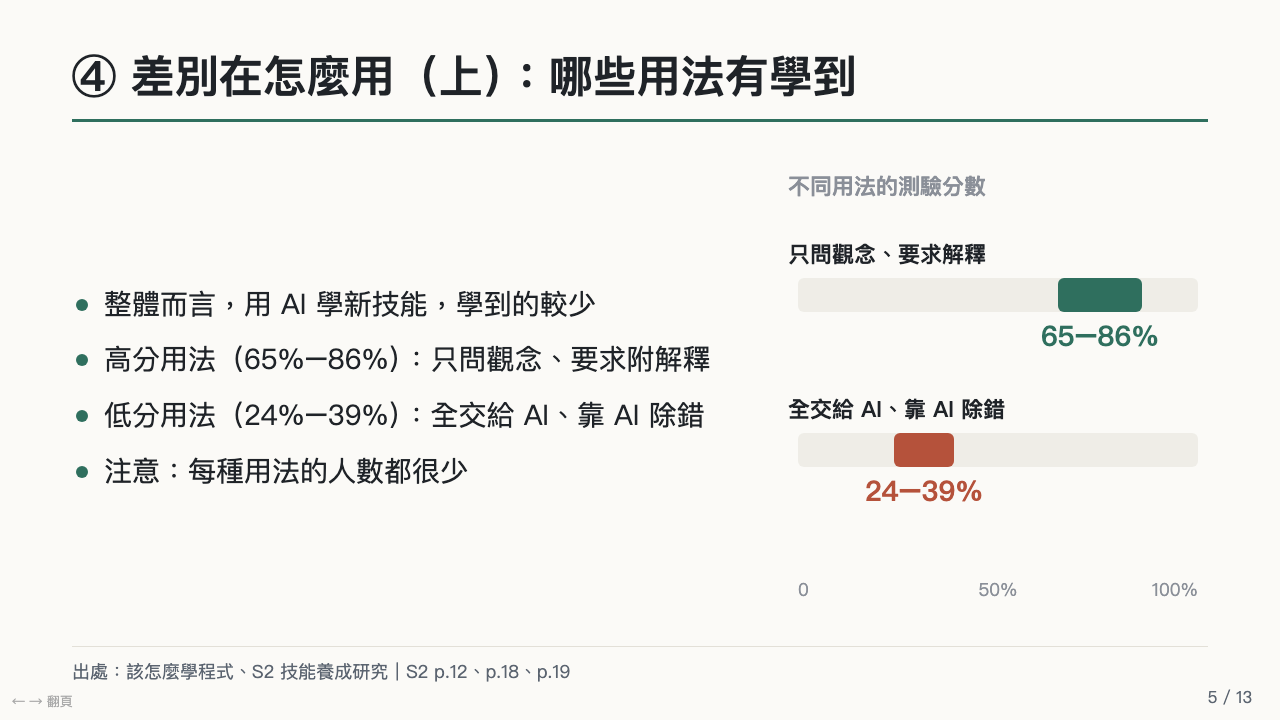 ④ 差別在怎麼用（上）：哪些用法有學到
整體而言，用 AI 學新技能，學到的較少
高分用法（65%–86%）：只問觀念、要求附解釋
低分用法（24%–39%）：全交給 AI、靠 AI 除錯
注意：每種用法的人數都很少
不同用法的測驗分數
只問觀念、要求解釋
65–86%
全交給 AI、靠 AI 除錯
24–39%
0 50% 100%
出處：該怎麼學程式、S2 技能養成研究｜S2 p.12、p.18、p.19
← → 翻頁
5 / 13